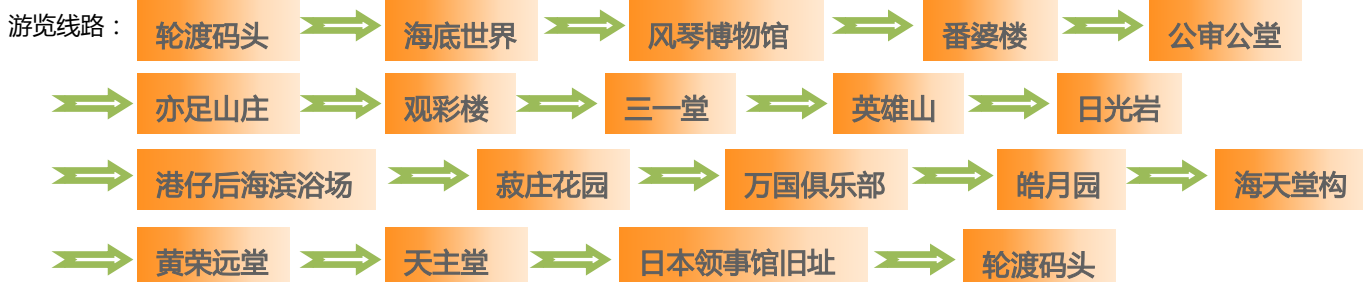 游览线路： 轮渡码头 海底世界 风琴博物馆 番婆楼 公审公堂
亦足山庄 观彩楼 三一堂 英雄山 日光岩
港仔后海滨浴场 菽庄花园 万国俱乐部 皓月园 海天堂构
黄荣远堂 天主堂 日本领事馆旧址 轮渡码头